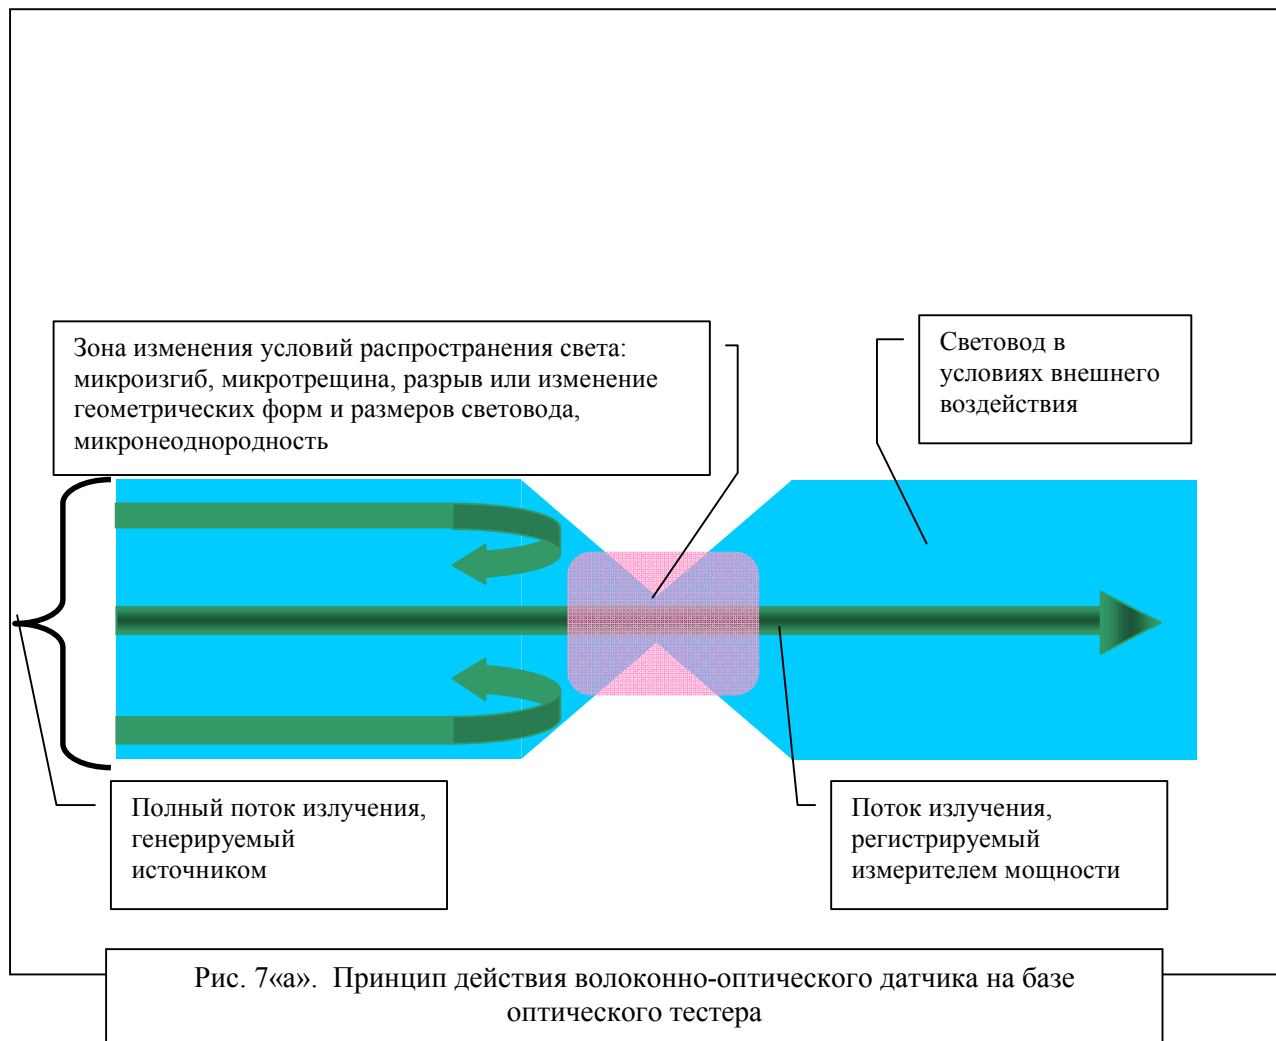 Зона изменения условий распространения света:
микроизгиб, микротрещина, разрыв или изменение
геометрических форм и размеров световода,
микронеоднородность
Световод в
условиях внешнего
воздействия
Полный поток излучения,
генерируемый
источником
Поток излучения,
регистрируемый
измерителем мощности
Рис. 7«а».  Принцип действия волоконно-оптического датчика на базе
оптического тестера